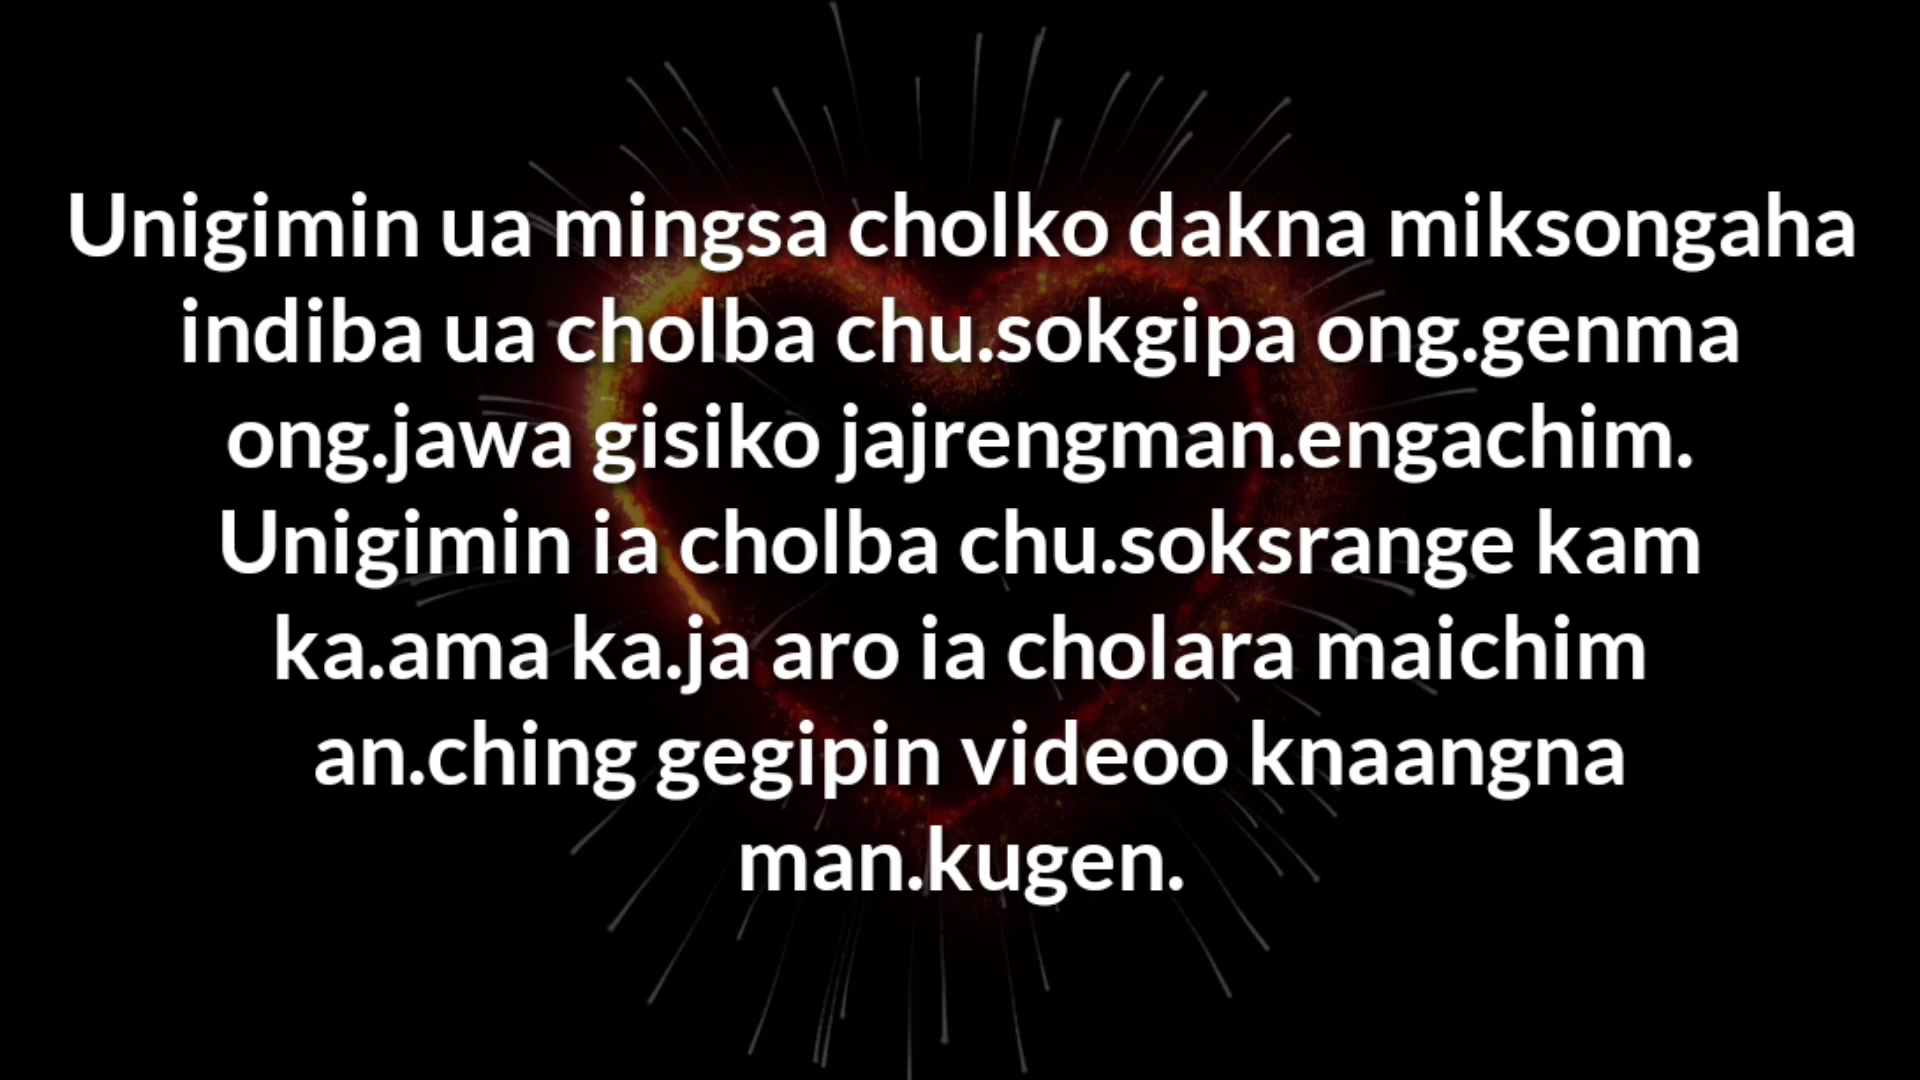 Unigimin ua mingsa cholko dakna miksongaha
indiba ua cholba chu.sokgipa ong.genma
ong.jawa gisiko jajrengman.engachim.
Unigimin ia cholba chu.soksrange kam
ka.ama ka.ja aro ia cholara maichim
an.ching gegipin videoo knaangna
man.kugen.